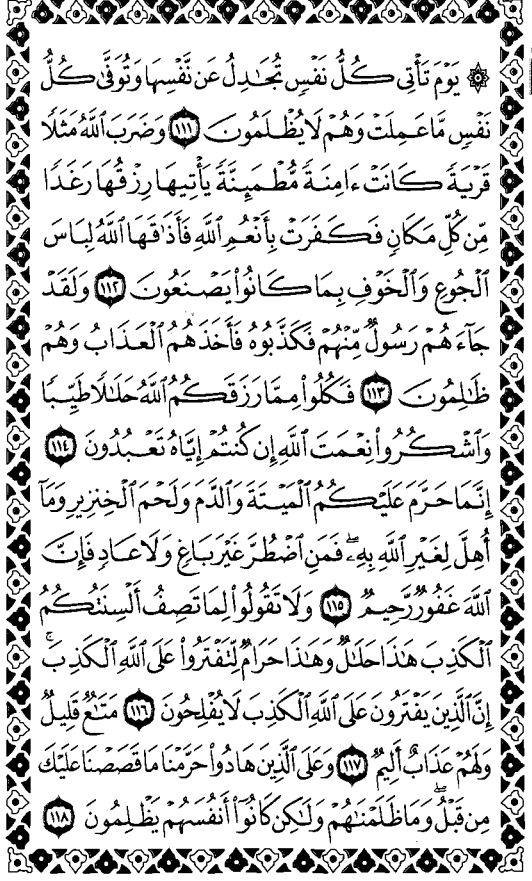 ۞ يَوْمَ تَأْتِى كُلُّ نَفْسٍ تُجَٰدِلُ عَن نَّفْسِهَا وَتُوَفَّىٰ كُلُّ
نَفْسٍ مَّا عَمِلَتْ وَهُمْ لَا يُظْلَمُونَ ١١١ وَضَرَبَ ٱللَّهُ مَثَلًا
قَرْيَةً كَانَتْ ءَامِنَةً مُّطْمَئِنَّةً يَأْتِيهَا رِزْقُهَا رَغَدًا
مِّن كُلِّ مَكَانٍ فَكَفَرَتْ بِأَنْعُمِ ٱللَّهِ فَأَذَٰقَهَا ٱللَّهُ لِبَاسَ
ٱلْجُوعِ وَٱلْخَوْفِ بِمَا كَانُوا۟ يَصْنَعُونَ ١١٢ وَلَقَدْ
جَآءَهُمْ رَسُولٌ مِّنْهُمْ فَكَذَّبُوهُ فَأَخَذَهُمُ ٱلْعَذَابُ وَهُمْ
ظَٰلِمُونَ ١١٣ فَكُلُوا۟ مِمَّا رَزَقَكُمُ ٱللَّهُ حَلَٰلًا طَيِّبًا
وَٱشْكُرُوا۟ نِعْمَتَ ٱللَّهِ إِن كُنتُمْ إِيَّاهُ تَعْبُدُونَ ١١٤
إِنَّمَا حَرَّمَ عَلَيْكُمُ ٱلْمَيْتَةَ وَٱلدَّمَ وَلَحْمَ ٱلْخِنزِيرِ وَمَآ
أُهِلَّ لِغَيْرِ ٱللَّهِ بِهِۦ ۖ فَمَنِ ٱضْطُرَّ غَيْرَ بَاغٍ وَلَا عَادٍ فَإِنَّ
ٱللَّهَ غَفُورٌ رَّحِيمٌ ١١٥ وَلَا تَقُولُوا۟ لِمَا تَصِفُ أَلْسِنَتُكُمُ
ٱلْكَذِبَ هَٰذَا حَلَٰلٌ وَهَٰذَا حَرَامٌ لِّتَفْتَرُوا۟ عَلَى ٱللَّهِ ٱلْكَذِبَ ۚ
إِنَّ ٱلَّذِينَ يَفْتَرُونَ عَلَى ٱللَّهِ ٱلْكَذِبَ لَا يُفْلِحُونَ ١١٦ مَتَٰعٌ قَلِيلٌ
وَلَهُمْ عَذَابٌ أَلِيمٌ ١١٧ وَعَلَى ٱلَّذِينَ هَادُوا۟ حَرَّمْنَا مَا قَصَصْنَا عَلَيْكَ
مِن قَبْلُ ۖ وَمَا ظَلَمْنَٰهُمْ وَلَٰكِن كَانُوٓا۟ أَنفُسَهُمْ يَظْلِمُونَ ١١٨